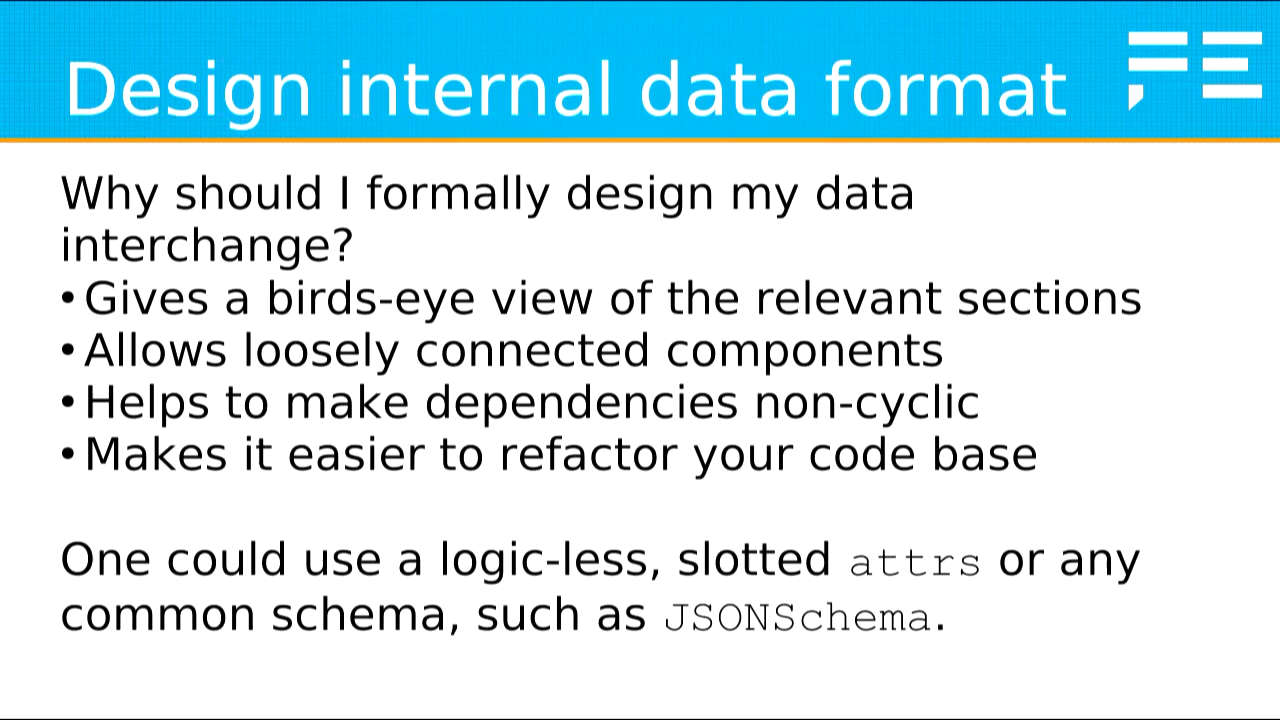 Design internal data format
Why should I formally design my data
interchange?
•Gives a birds-eye view of the relevant sections
•Allows loosely connected components
•Helps to make dependencies non-cyclic
•Makes it easier to refactor your code base
One could use a logic-less, slotted attrs or any
common schema, such as JSONSchema.